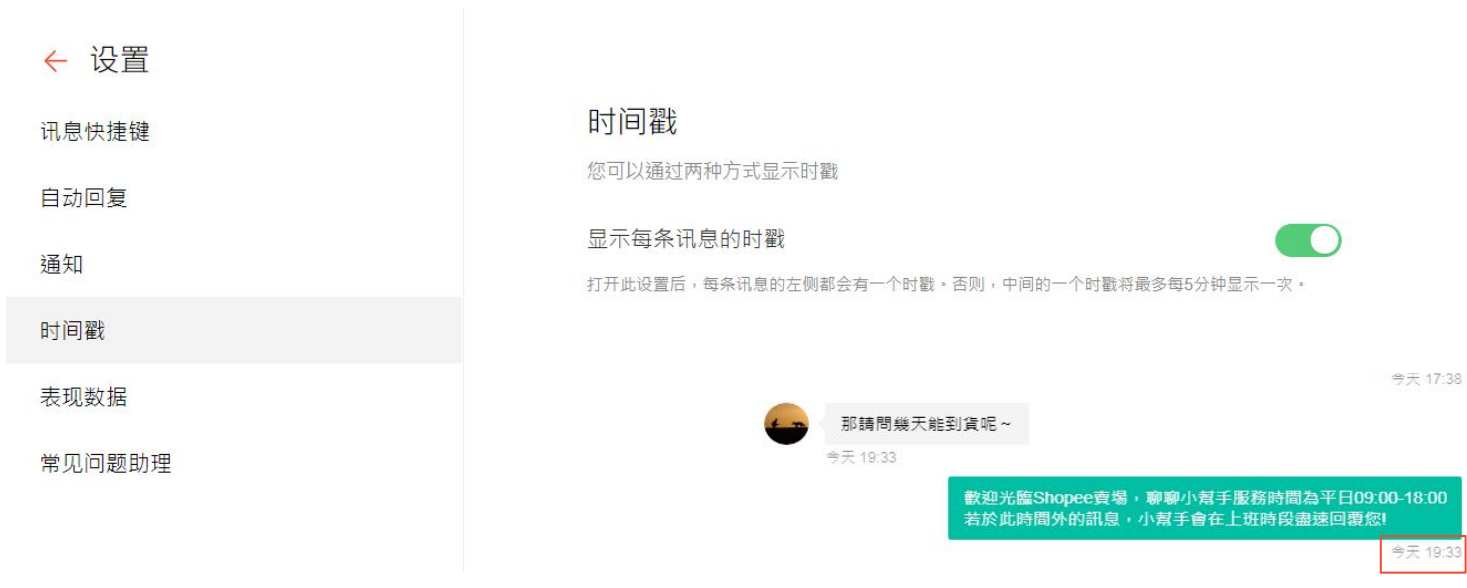 设置
讯息快捷键
自动回复
通知
时间戳
表现数据
常见问题助理
时间戳
您可以通过两种方式显示时戳
显示每条讯息的时戳
打开此设置后，每条讯息的左侧都会有一个时戳。否则，中间的一个时戳将最多每5分钟显示一次。
今天 17:38
那請問幾天能到貨呢~
今天 19:33
歡迎光臨Shopee賣場，聊聊小幫手服務時間為平日09:00-18:00
若於此時間外的訊息，小幫手會在上班時段盡速回覆您!
今天 19:33